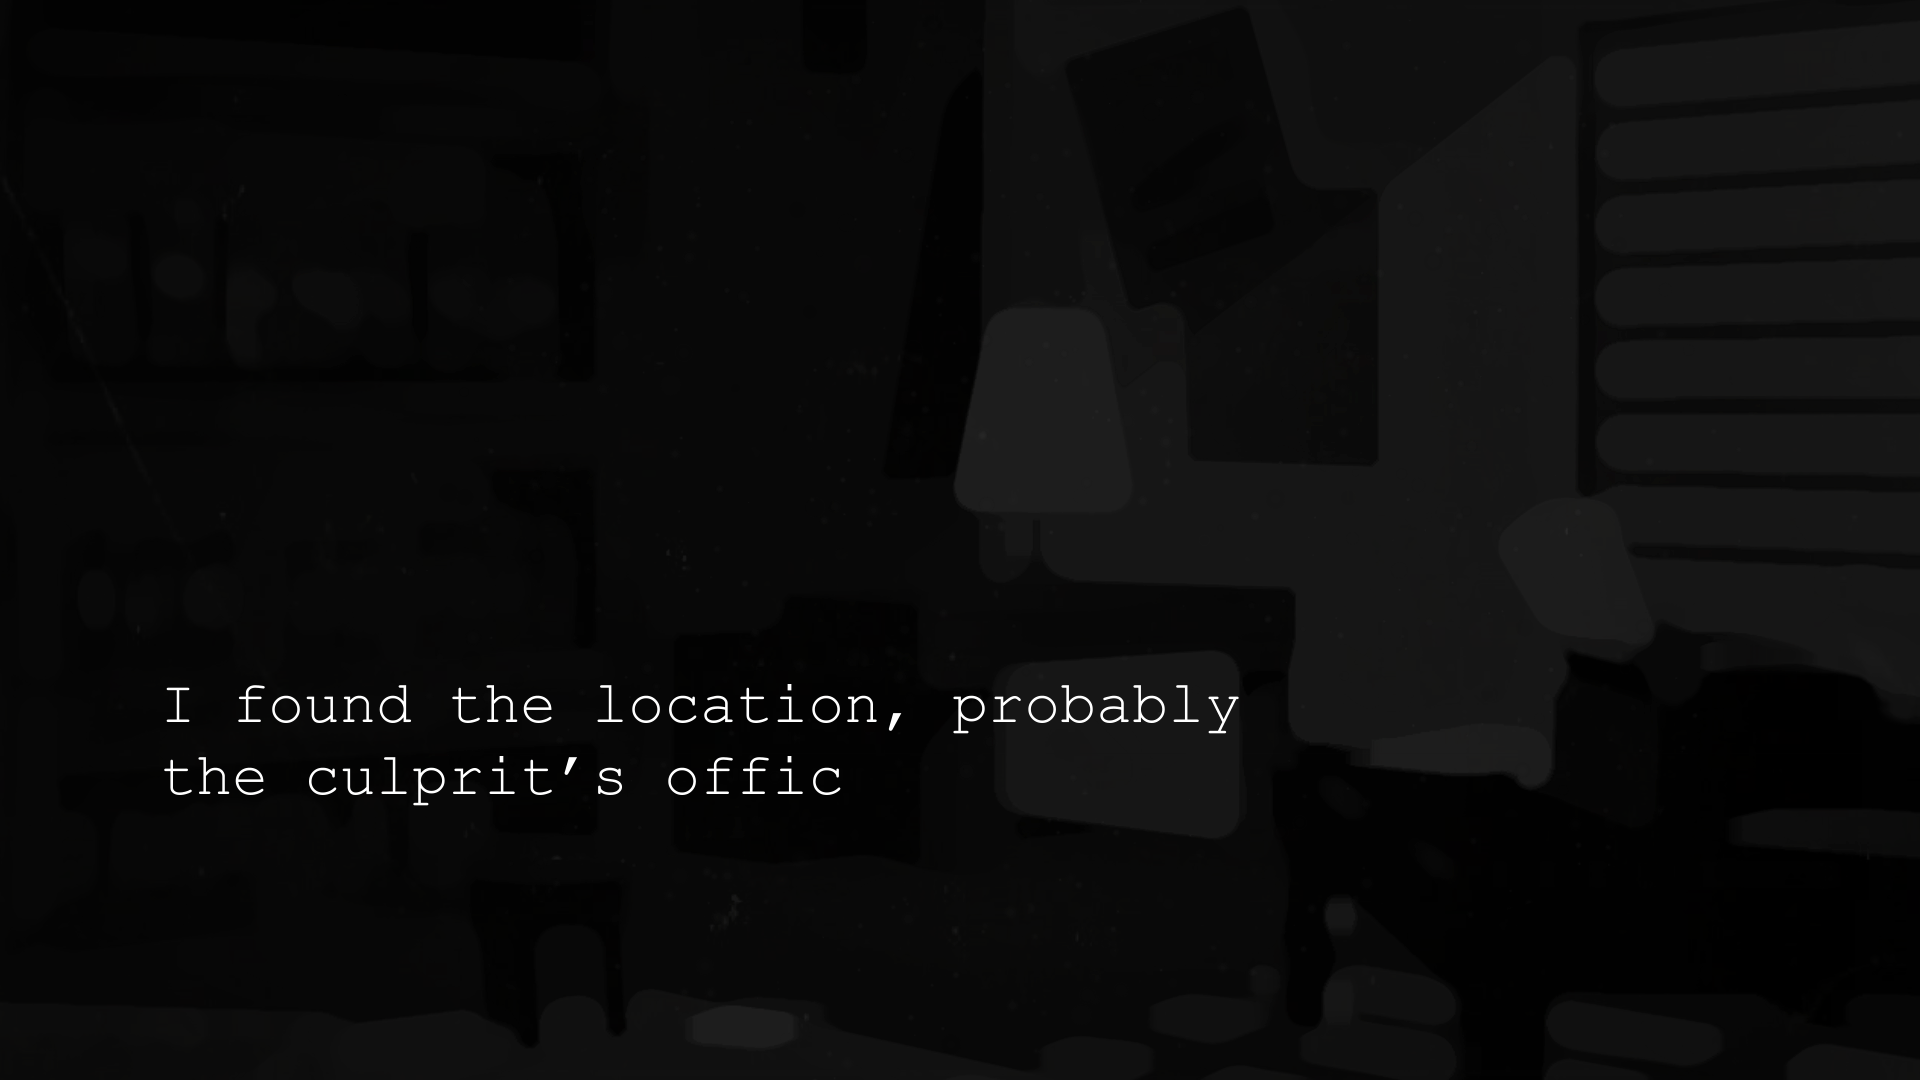 I found the location, probably
the culprit’s offic